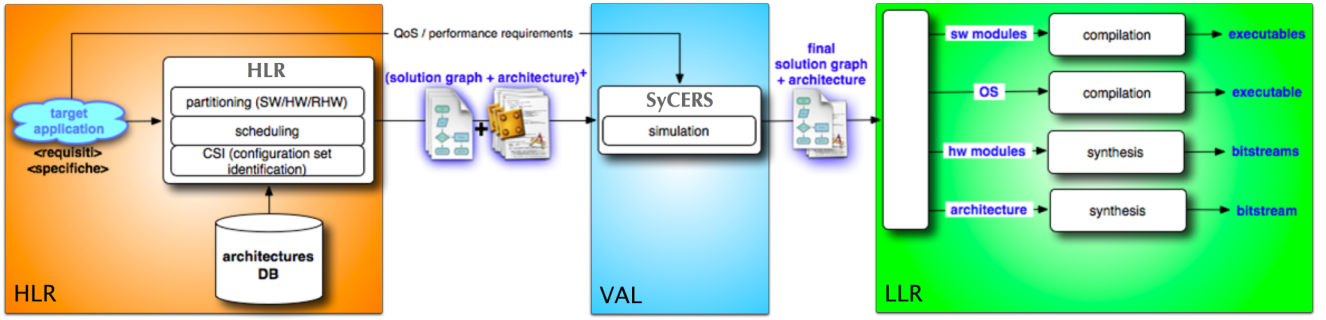 QoS / performance requirements
HLR
partitioning (SW/HW/RHW)
scheduling
CSI (configuration set
identification)
target
application
<requisiti>
<specifiche>
architectures
DB
HLR
(solution graph + architecture)+
+
SyCERS
simulation
VAL
final
solution graph
+ architecture
sw modules
compilation
executables
OS
compilation
executable
hw modules
synthesis
bitstreams
architecture
synthesis
bitstream
LLR